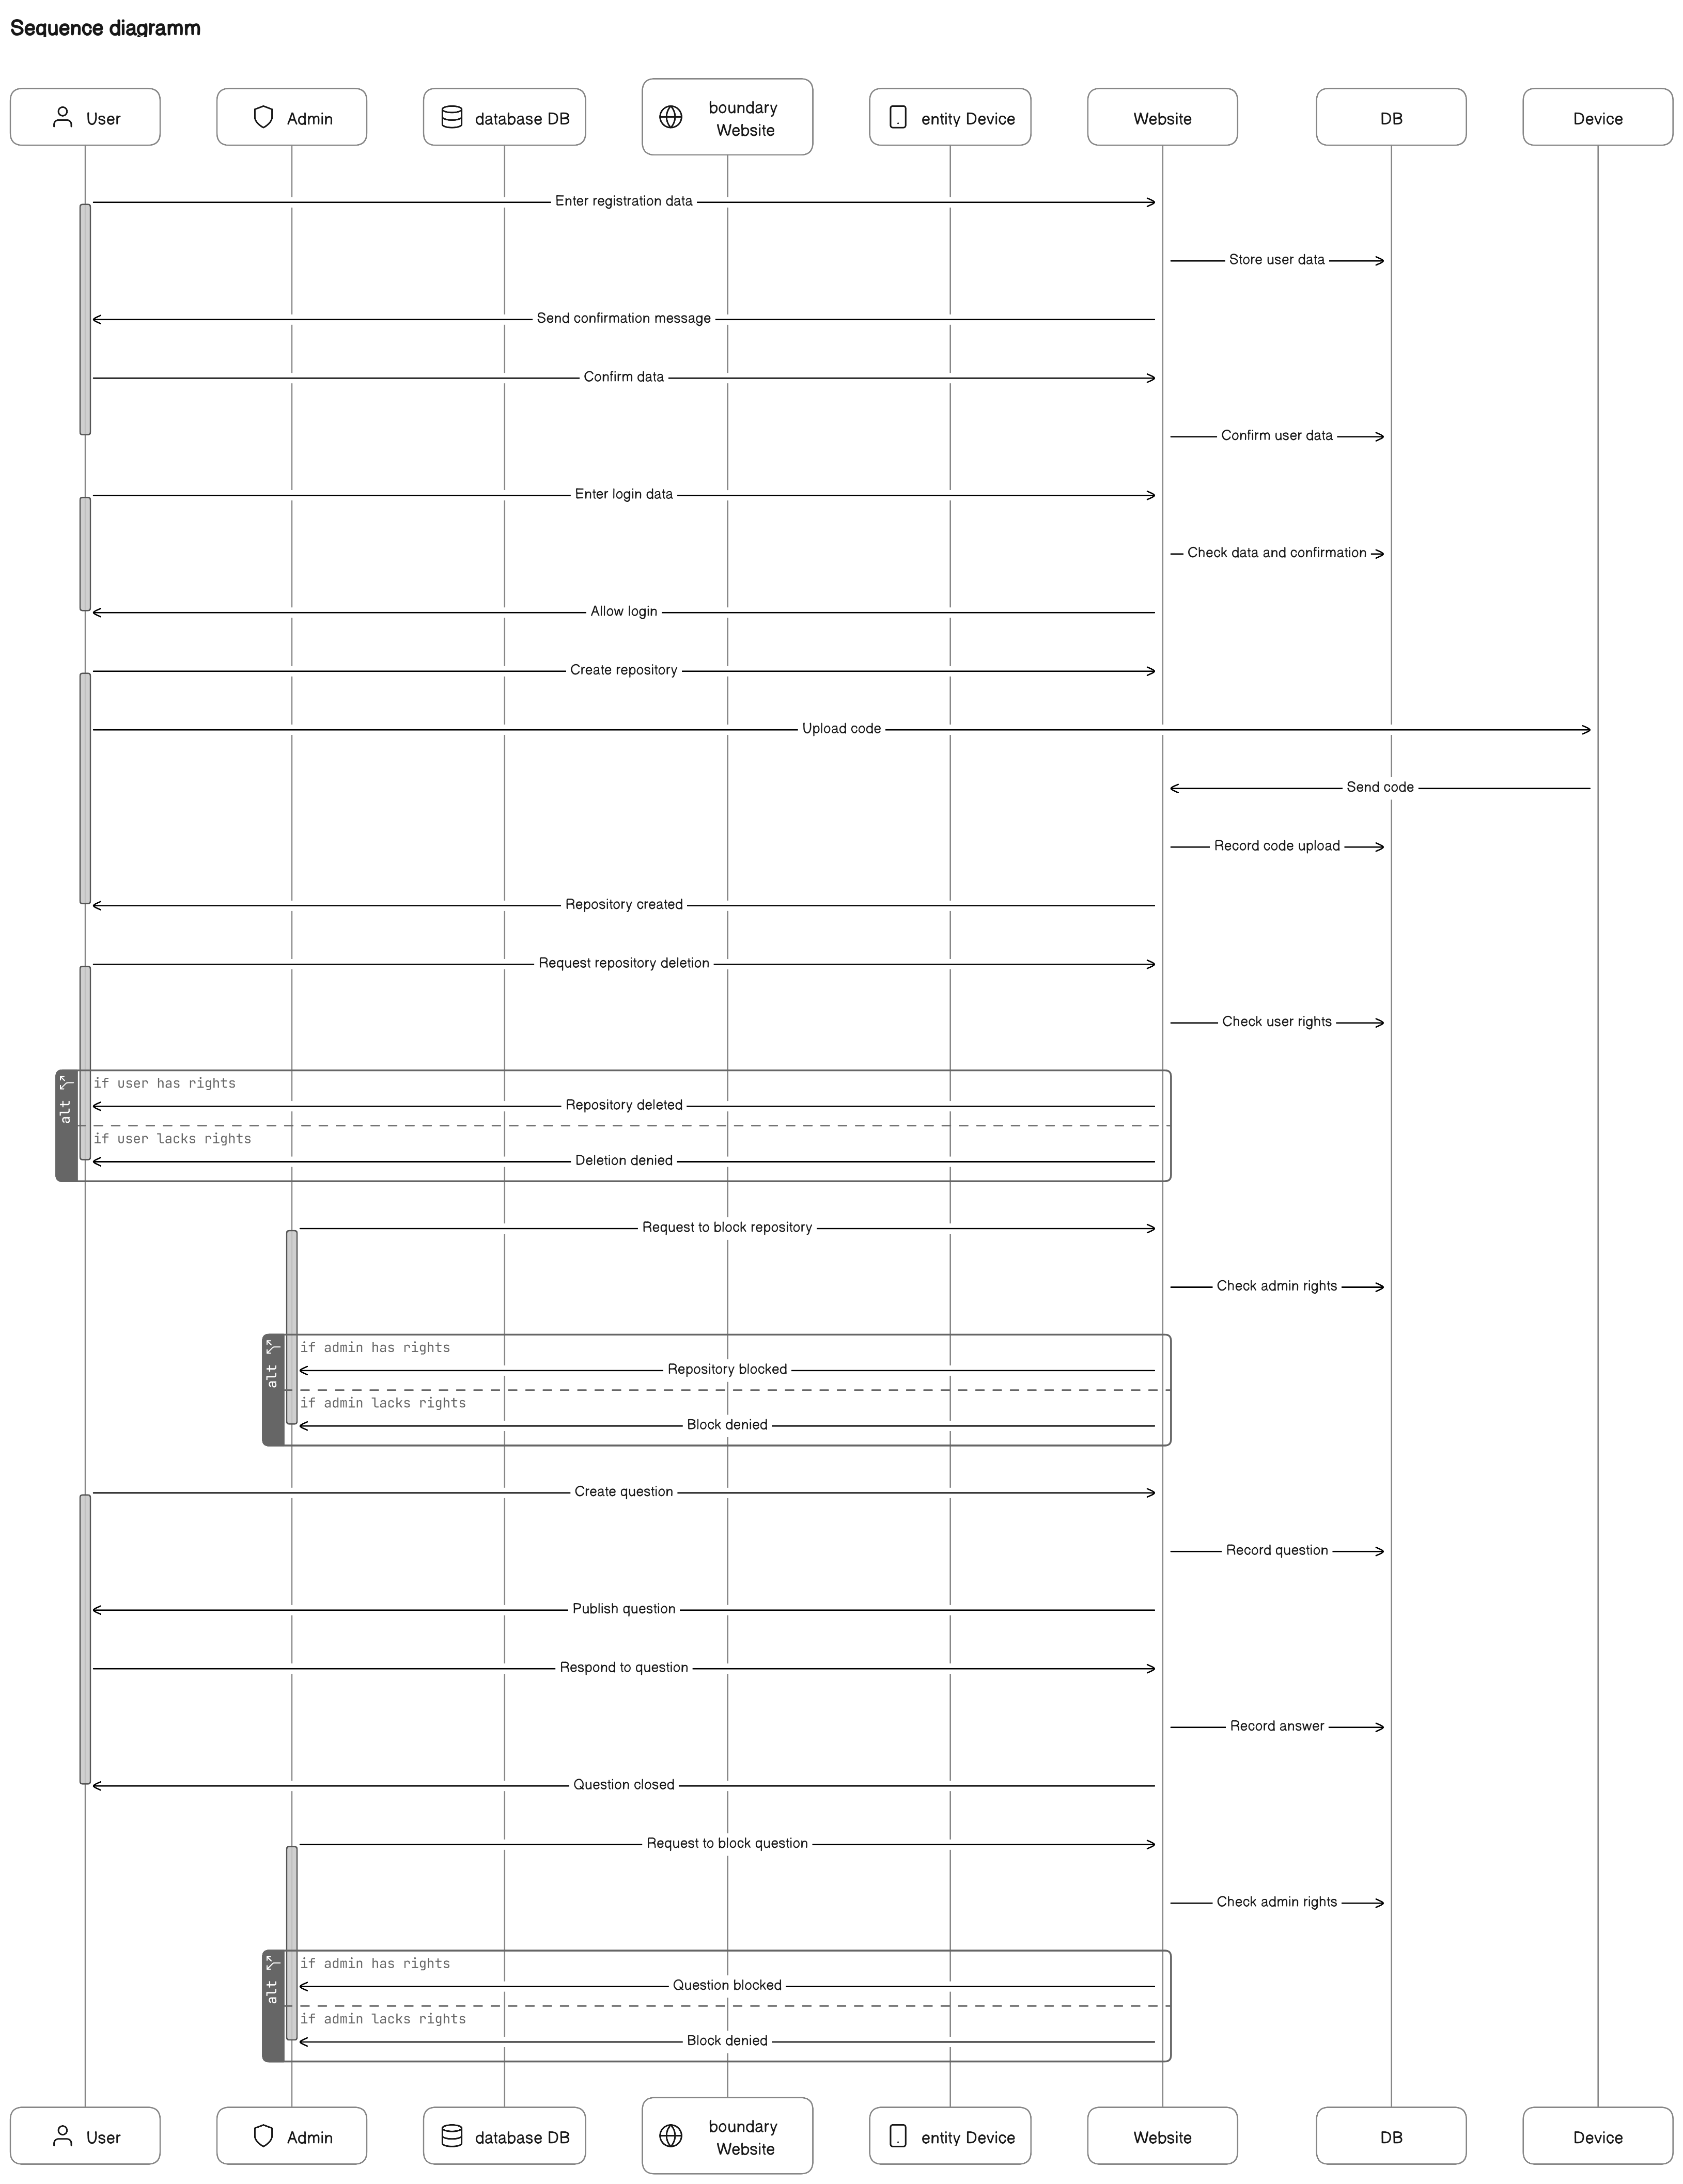 Sequence diagramm
User
Admin
database DB
boundary
Website
entity Device
Website
DB
Device
Enter registration data
Store user data
Send confirmation message
Confirm data
Confirm user data
Enter login data
Check data and confirmation
Allow login
Create repository
Upload code
Send code
Record code upload
Repository created
Request repository deletion
Check user rights
alt
if user has rights
Repository deleted
if user lacks rights
Deletion denied
Request to block repository
Check admin rights
alt
if admin has rights
Repository blocked
if admin lacks rights
Block denied
Create question
Record question
Publish question
Respond to question
Record answer
Question closed
Request to block question
Check admin rights
alt
if admin has rights
Question blocked
if admin lacks rights
Block denied
User
Admin
database DB
boundary
Website
entity Device
Website
DB
Device